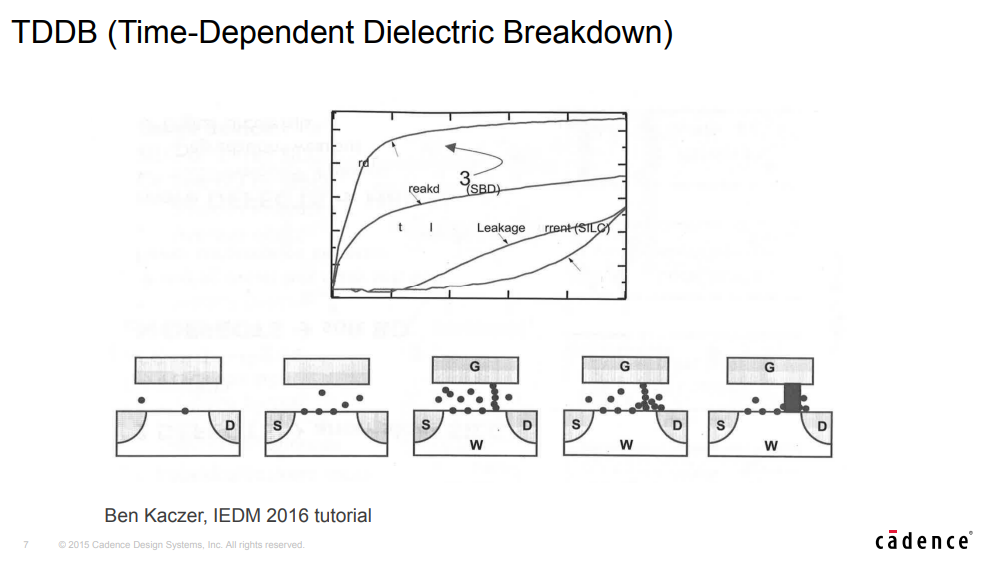 TDDB (Time-Dependent Dielectric Breakdown)
rd
3
reakd (SBD)
t l
Leakage rrent (SILC)
G G G
D S S D S D S D
W W W
Ben Kaczer, IEDM 2016 tutorial
7 © 2015 Cadence Design Systems, Inc. All rights reserved.
cādence®